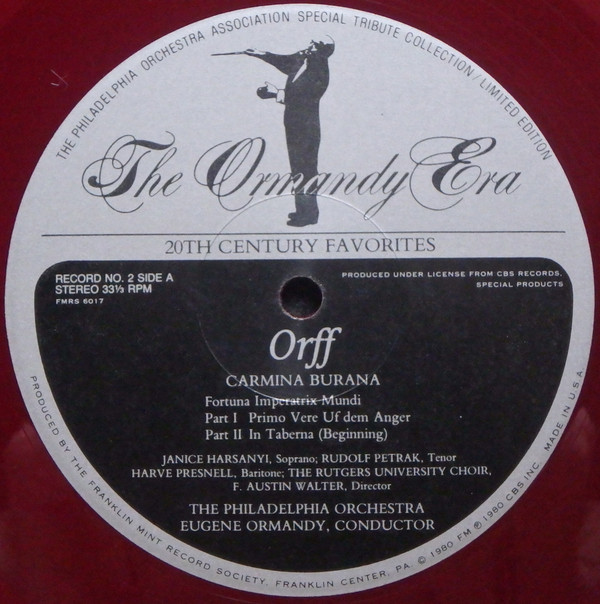 THE PHILADELPHIA ORCHESTRA ASSOCIATION SPECIAL TRIBUTE COLLECTION/LIMITED EDITION
The Ormandy Era
20TH CENTURY FAVORITES
RECORD NO. 2 SIDE A
STEREO 33⅓ RPM
FMRS 6017
PRODUCED UNDER LICENSE FROM CBS RECORDS,
SPECIAL PRODUCTS
Orff
CARMINA BURANA
Fortuna Imperatrix Mundi
Part I Primo Vere Uf dem Anger
Part II In Taberna (Beginning)
JANICE HARSANYI, Soprano; RUDOLF PETRAK, Tenor
HARVE PRESNELL, Baritone; THE RUTGERS UNIVERSITY CHOIR,
F. AUSTIN WALTER, Director
THE PHILADELPHIA ORCHESTRA
EUGENE ORMANDY, CONDUCTOR
PRODUCED BY THE FRANKLIN MINT RECORD SOCIETY, FRANKLIN CENTER, PA © 1980 FM ℗ 1980 CBS INC. MADE IN U.S.A.